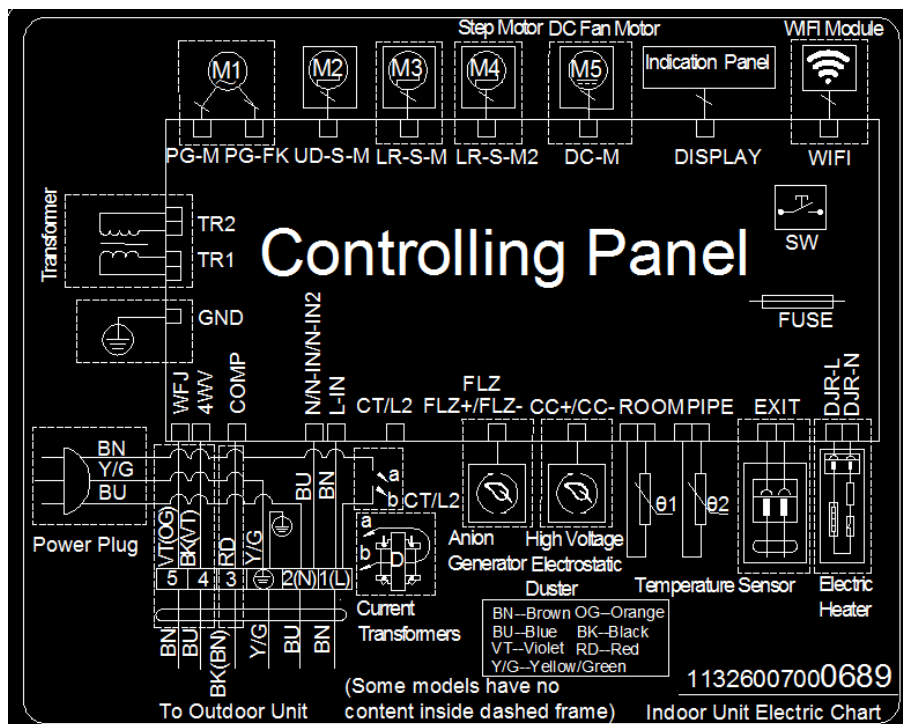 Step Motor DC Fan Motor WIFI Module
M1 M2 M3 M4 M5 Indication Panel
PG-M PG-FK UD-S-M LR-S-M LR-S-M2 DC-M DISPLAY WIFI
Transformer
TR2
TR1
SW
Controlling Panel
GND
FUSE
WFJ 4WV COMP N/N-IN/N-IN2 L-IN CT/L2
FLZ
FLZ+/FLZ- CC+/CC- ROOM PIPE EXIT DJR-L DJR-N
BN
Y/G
BU
Power Plug
BU BN
a
b CT/L2
VT(OG) BK(VT) RD Y/G
a
b
D
θ1 θ2
5 4 3 2(N) 1(L)
BN BU BK(BN) Y/G BU BN
To Outdoor Unit
Current
Transformers
Anion
Generator
High Voltage
Electrostatic
Duster
Temperature Sensor
Electric
Heater
BN--Brown OG--Orange
BU--Blue BK--Black
VT--Violet RD--Red
Y/G--Yellow/Green
(Some models have no
content inside dashed frame)
11326007000689
Indoor Unit Electric Chart